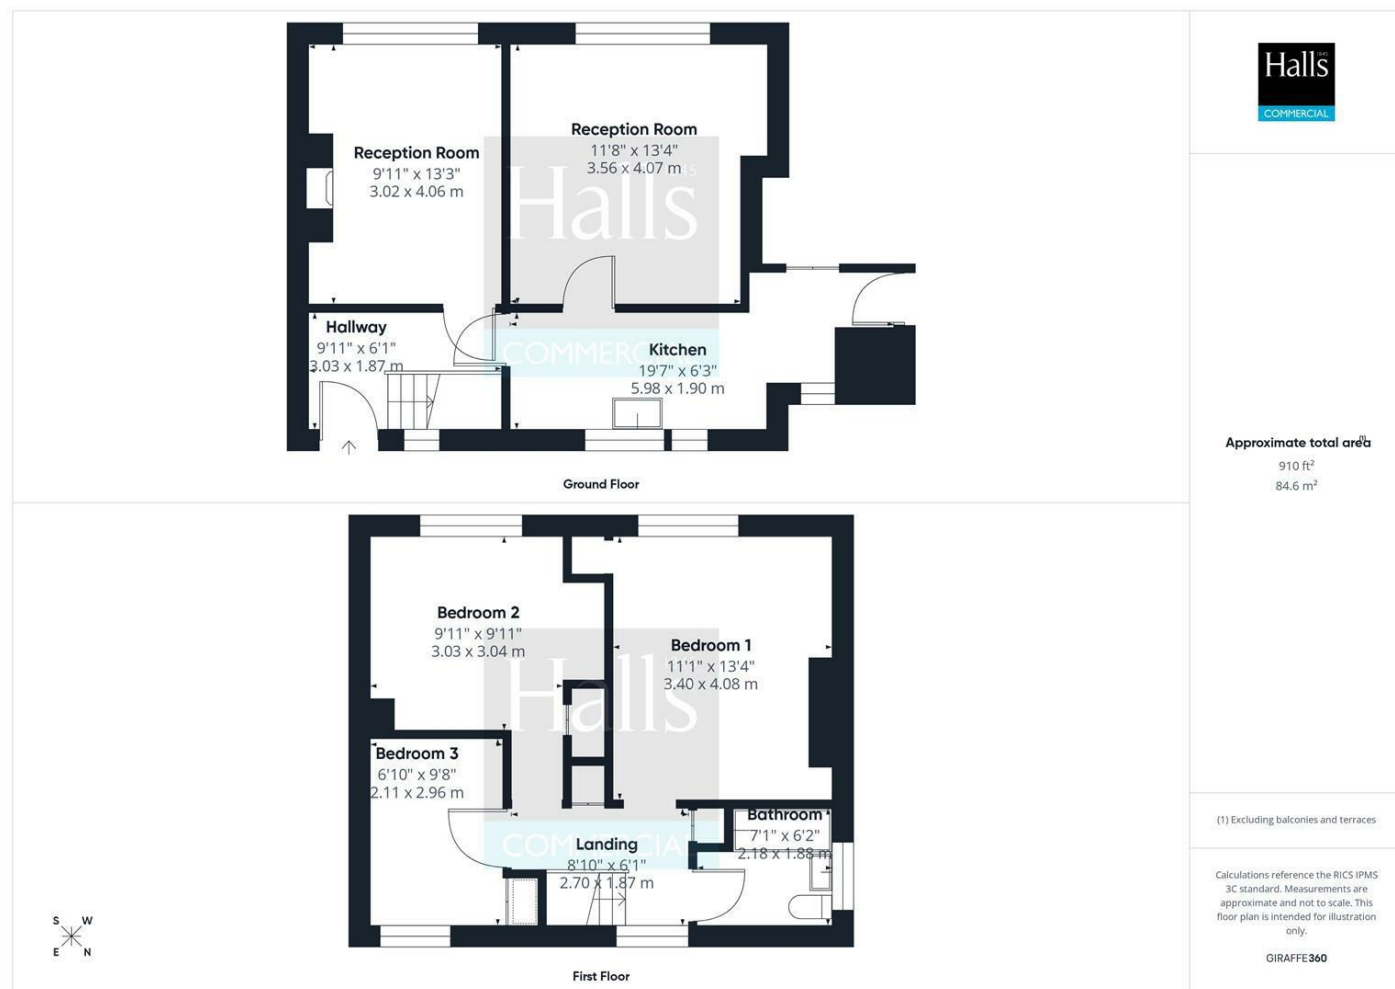 Reception Room
9'11" x 13'3"
3.02 x 4.06 m
Reception Room
11'8" x 13'4"
3.56 x 4.07 m
Halls
COMMERCIAL
Hallway
9'11" x 6'1"
3.03 x 1.87 m
Kitchen
19'7" x 6'3"
5.98 x 1.90 m
Ground Floor
Bedroom 2
9'11" x 9'11"
3.03 x 3.04 m
Bedroom 1
11'1" x 13'4"
3.40 x 4.08 m
Halls
COMMERCIAL
Bedroom 3
6'10" x 9'8"
2.11 x 2.96 m
Landing
8'10" x 6'1"
2.70 x 1.87 m
Bathroom
7'1" x 6'2"
2.18 x 1.88 m
First Floor
S W
E N
Halls 1845
COMMERCIAL
Approximate total area(1)
910 ft²
84.6 m²
(1) Excluding balconies and terraces
Calculations reference the RICS IPMS
3C standard. Measurements are
approximate and not to scale. This
floor plan is intended for illustration
only.
GIRAFFE360